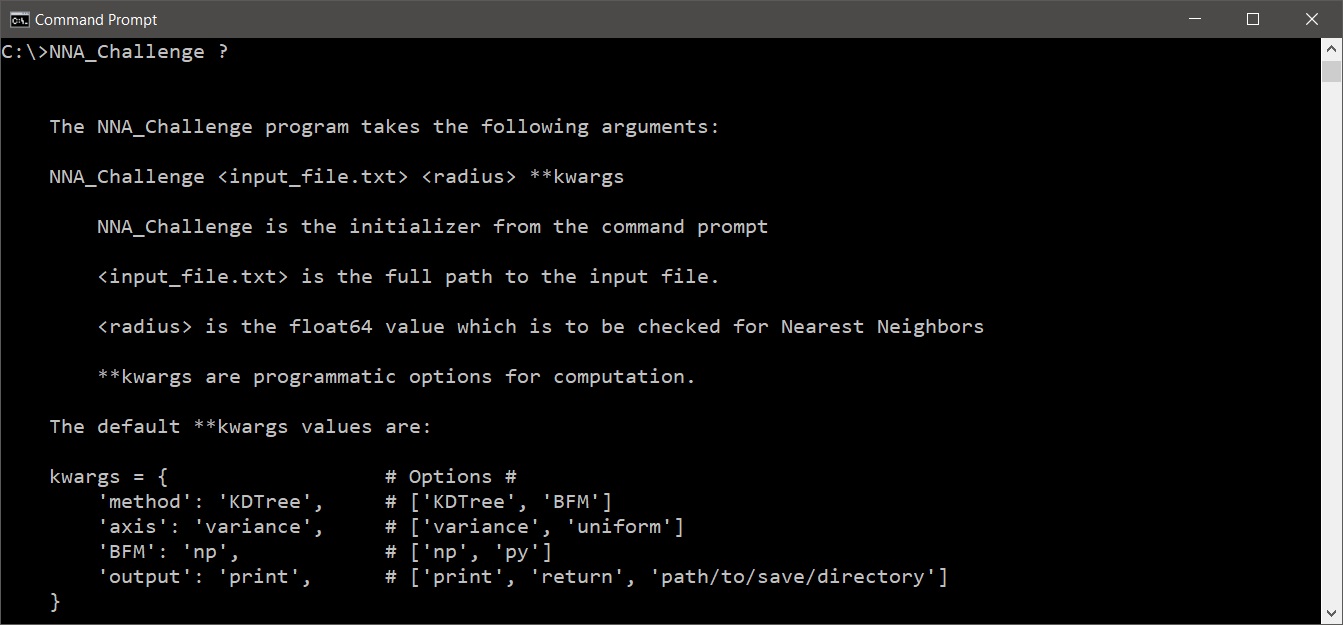 Command Prompt
C:\>NNA_Challenge ?
The NNA_Challenge program takes the following arguments:
NNA_Challenge <input_file.txt> <radius> **kwargs
NNA_Challenge is the initializer from the command prompt
<input_file.txt> is the full path to the input file.
<radius> is the float64 value which is to be checked for Nearest Neighbors
**kwargs are programmatic options for computation.
The default **kwargs values are:
kwargs = {                  # Options #
    'method': 'KDTree',     # ['KDTree', 'BFM']
    'axis': 'variance',     # ['variance', 'uniform']
    'BFM': 'np',            # ['np', 'py']
    'output': 'print',      # ['print', 'return', 'path/to/save/directory']
}